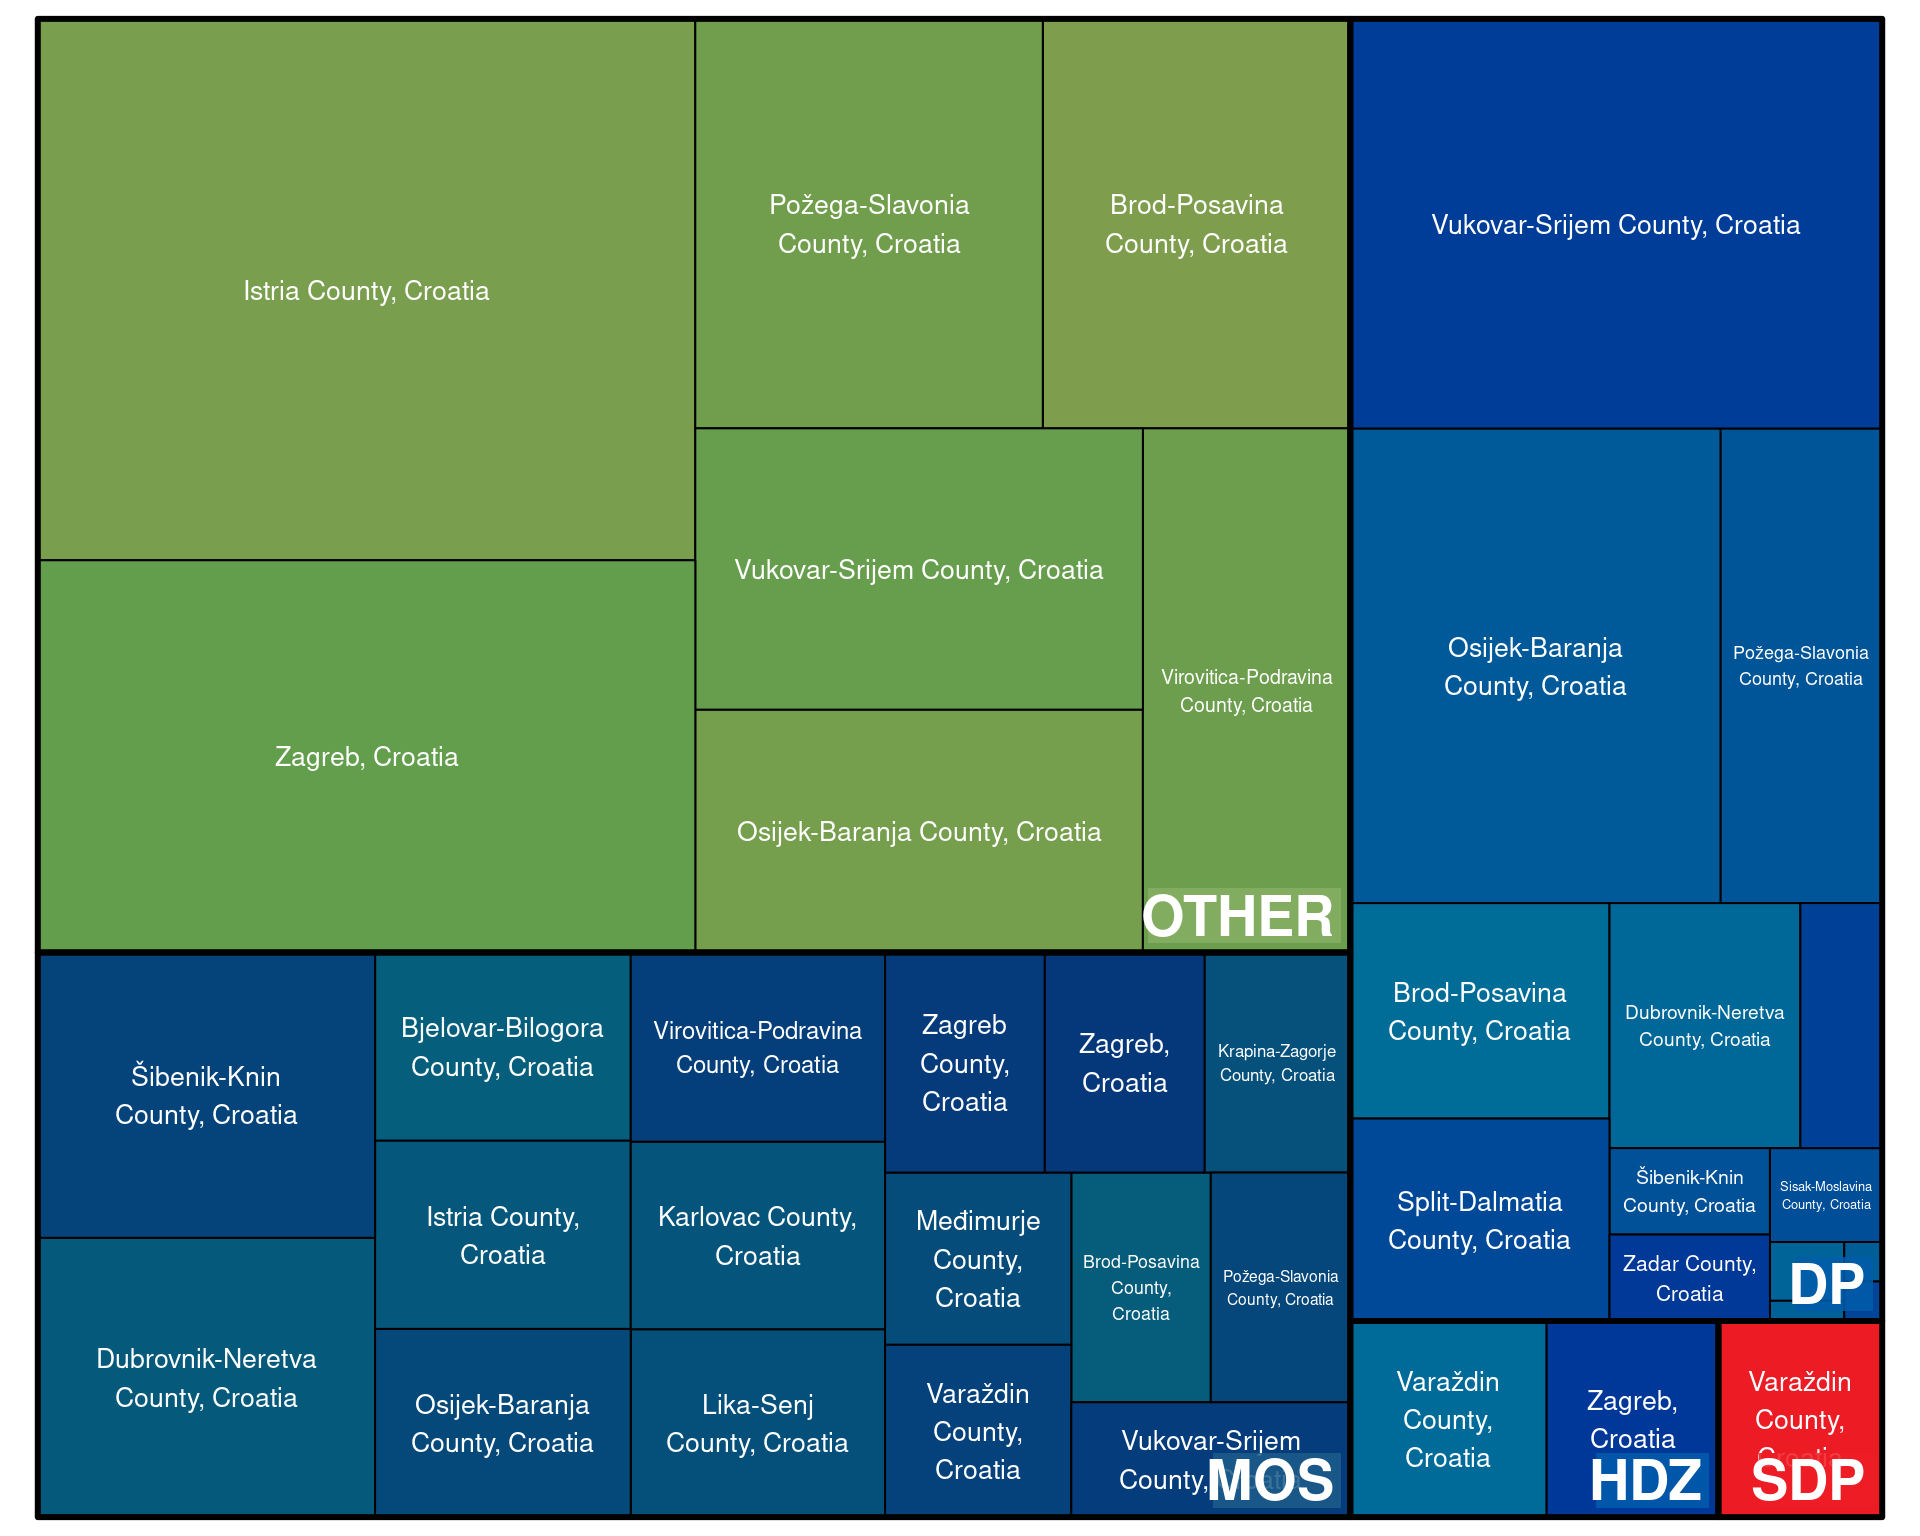 Istria County, Croatia
Zagreb, Croatia
Požega-Slavonia
County, Croatia
Brod-Posavina
County, Croatia
Vukovar-Srijem County, Croatia
Osijek-Baranja County, Croatia
Virovitica-Podravina
County, Croatia
OTHER
Vukovar-Srijem County, Croatia
Osijek-Baranja
County, Croatia
Požega-Slavonia
County, Croatia
Brod-Posavina
County, Croatia
Dubrovnik-Neretva
County, Croatia
Split-Dalmatia
County, Croatia
Šibenik-Knin
County, Croatia
Sisak-Moslavina
County, Croatia
Zadar County,
Croatia
DP
Šibenik-Knin
County, Croatia
Dubrovnik-Neretva
County, Croatia
Bjelovar-Bilogora
County, Croatia
Istria County,
Croatia
Osijek-Baranja
County, Croatia
Virovitica-Podravina
County, Croatia
Karlovac County,
Croatia
Lika-Senj
County, Croatia
Zagreb
County,
Croatia
Zagreb,
Croatia
Krapina-Zagorje
County, Croatia
Međimurje
County,
Croatia
Brod-Posavina
County,
Croatia
Požega-Slavonia
County, Croatia
Varaždin
County,
Croatia
Vukovar-Srijem
County, Croatia
MOS
Varaždin
County,
Croatia
Zagreb,
Croatia
HDZ
Varaždin
County,
Croatia
SDP